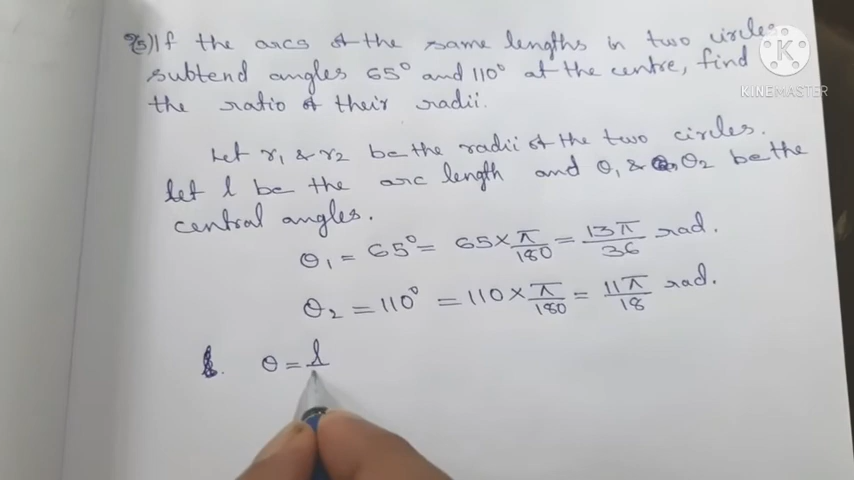 If the arcs of the same lengths in two circles
subtend angles 65° and 110° at the centre, find
the ratio of their radii.
Let r₁ & r₂ be the radii of the two circles.
let l be the arc length and θ₁ & θ₂ be the
central angles.
θ₁ = 65° = 65 × π/180 = 13π/36 rad.
θ₂ = 110° = 110 × π/180 = 11π/18 rad.
θ = l
K
KINEMASTER